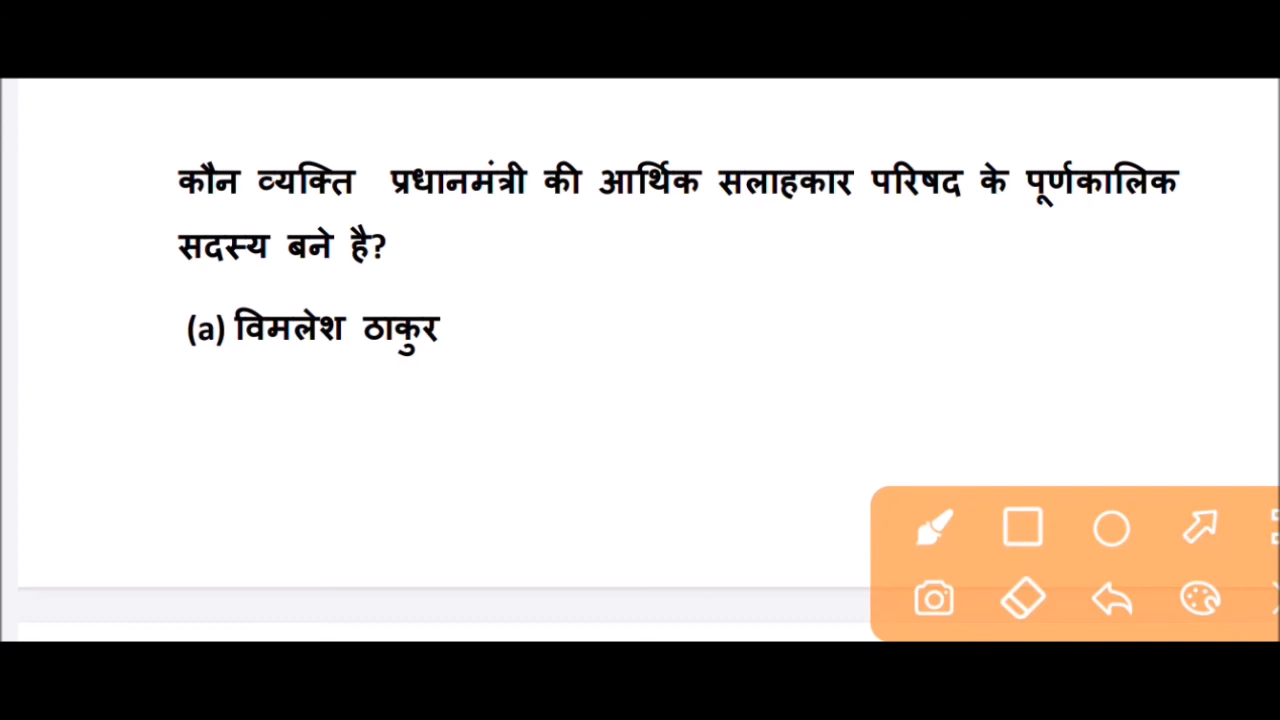 कौन व्यक्ति प्रधानमंत्री की आर्थिक सलाहकार परिषद के पूर्णकालिक
सदस्य बने है?
(a) विमलेश ठाकुर